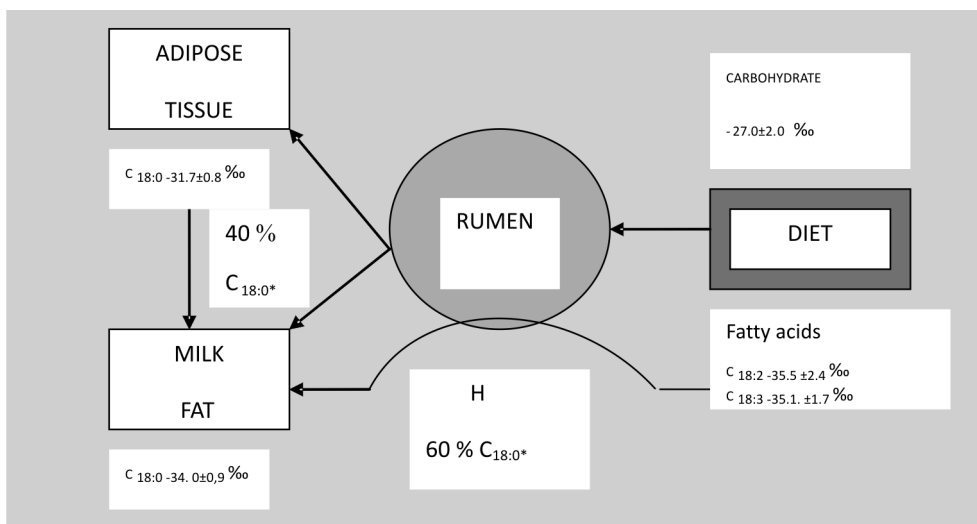 ADIPOSE
TISSUE
C 18:0 -31.7±0.8 ‰
40 %
C18:0*
MILK
FAT
C 18:0 -34. 0±0,9 ‰
RUMEN
H
60 % C18:0*
CARBOHYDRATE
- 27.0±2.0 ‰
DIET
Fatty acids
C 18:2 -35.5 ±2.4 ‰
C 18:3 -35.1. ±1.7 ‰